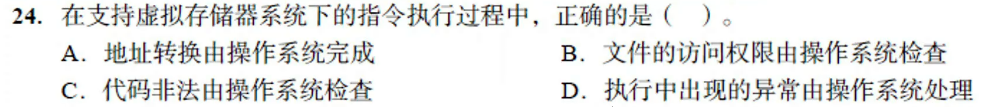 24. 在支持虚拟存储器系统下的指令执行过程中，正确的是（ ）。
A. 地址转换由操作系统完成 B. 文件的访问权限由操作系统检查
C. 代码非法由操作系统检查 D. 执行中出现的异常由操作系统处理